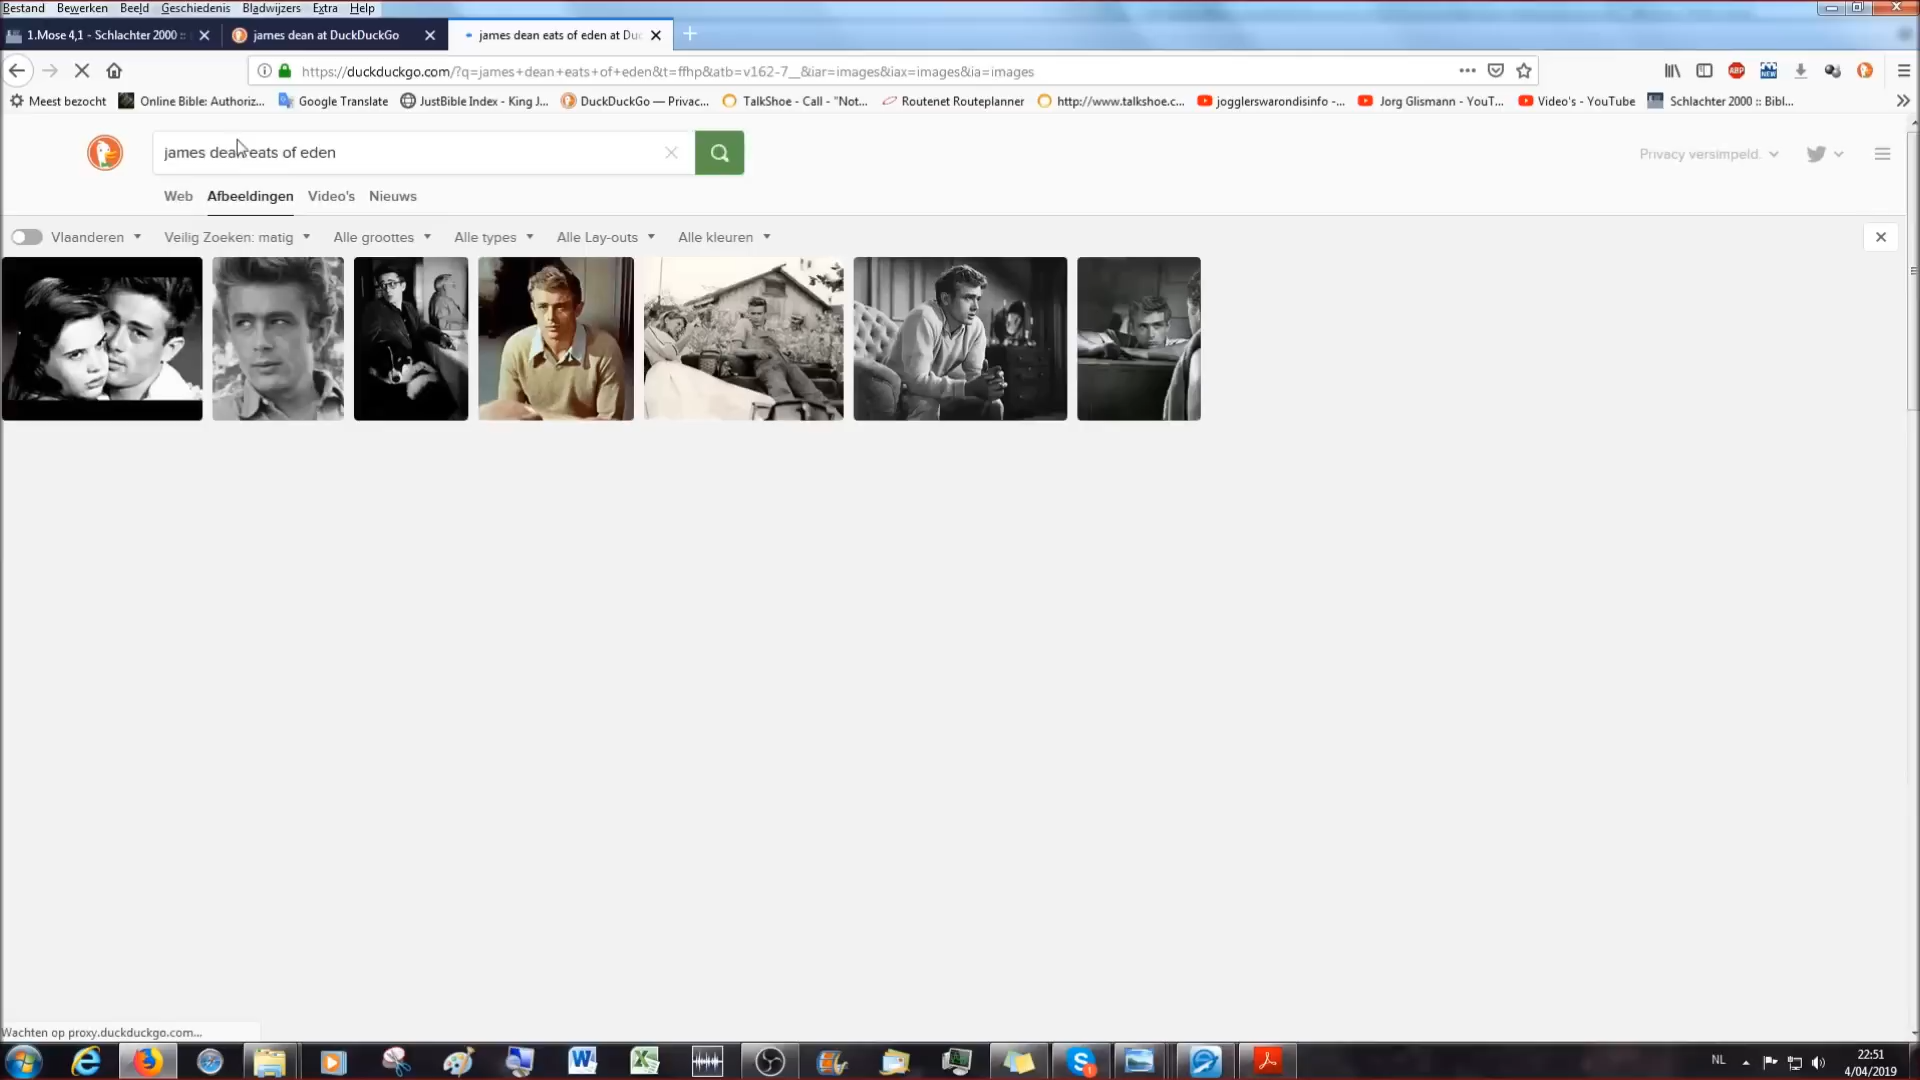 Bestand Bewerken Beeld Geschiedenis Bladwijzers Extra Help
1.Mose 4,1 - Schlachter 2000 :: james dean at DuckDuckGo james dean eats of eden at Du
https://duckduckgo.com/?q=james+dean+eats+of+eden&t=ffhp&atb=v162-7__&iar=images&iax=images&ia=images ABP NEW
Meest bezocht Online Bible: Authoriz... Google Translate JustBible Index - King J... DuckDuckGo — Privac... TalkShoe - Call - "Not... Routenet Routeplanner http://www.talkshoe.c... jogglerswarondisinfo -... Jorg Glismann - YouT... Video's - YouTube Schlachter 2000 :: Bibl...
james dean eats of eden Privacy versimpeld.
Web Afbeeldingen Video's Nieuws
Vlaanderen Veilig Zoeken: matig Alle groottes Alle types Alle Lay-outs Alle kleuren
Wachten op proxy.duckduckgo.com...
NL 22:51
4/04/2019